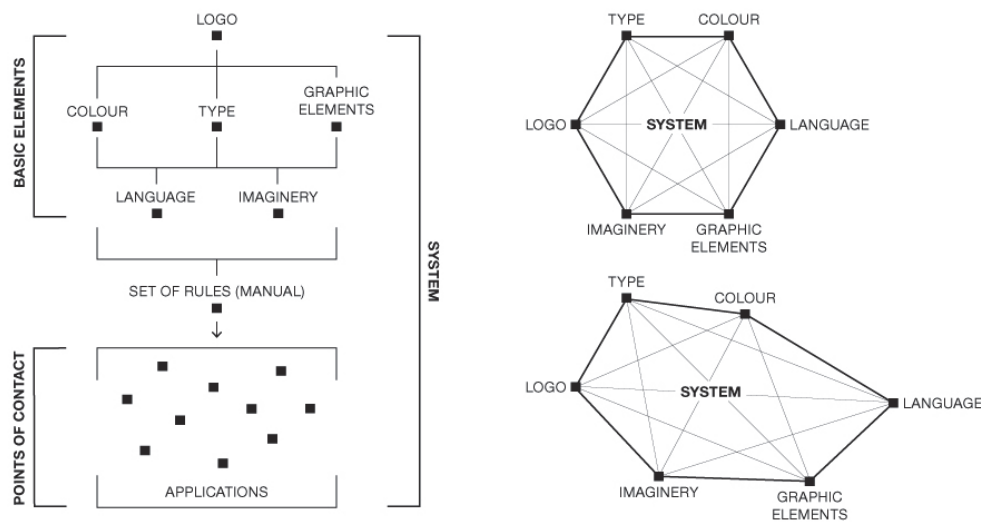 LOGO
BASIC ELEMENTS
COLOUR
TYPE
GRAPHIC
ELEMENTS
LANGUAGE
IMAGINERY
SYSTEM
SET OF RULES (MANUAL)
POINTS OF CONTACT
APPLICATIONS
TYPE
COLOUR
LOGO
SYSTEM
LANGUAGE
IMAGINERY
GRAPHIC
ELEMENTS
TYPE
COLOUR
LOGO
SYSTEM
LANGUAGE
IMAGINERY
GRAPHIC
ELEMENTS